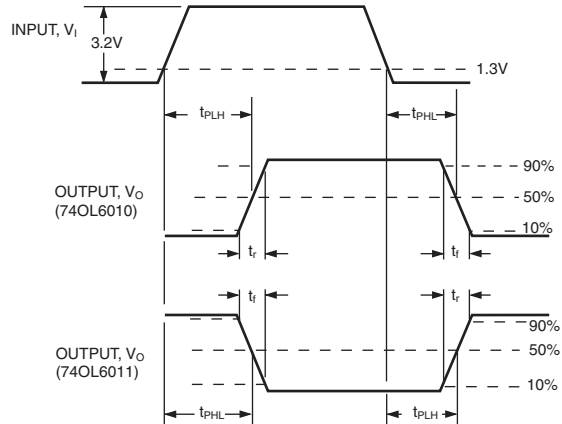 INPUT, VI
3.2V
1.3V
tPLH
tPHL
90%
OUTPUT, VO
(74OL6010)
50%
10%
tr
tf
tf
tr
90%
OUTPUT, VO
(74OL6011)
50%
10%
tPHL
tPLH